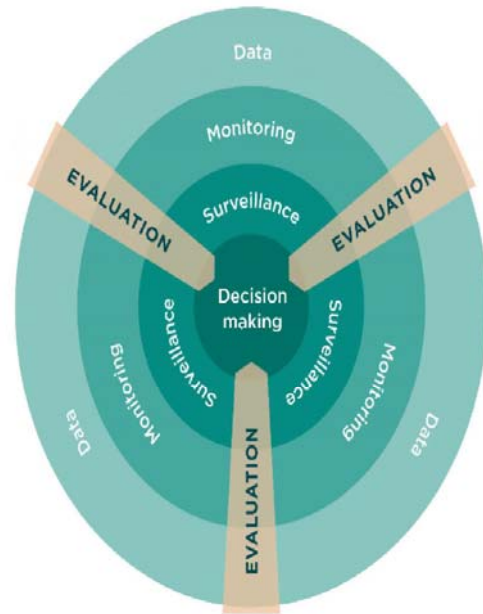 Data
Monitoring
Surveillance
EVALUATION
EVALUATION
Decision
making
Surveillance
Surveillance
Monitoring
Monitoring
Data
Data
EVALUATION